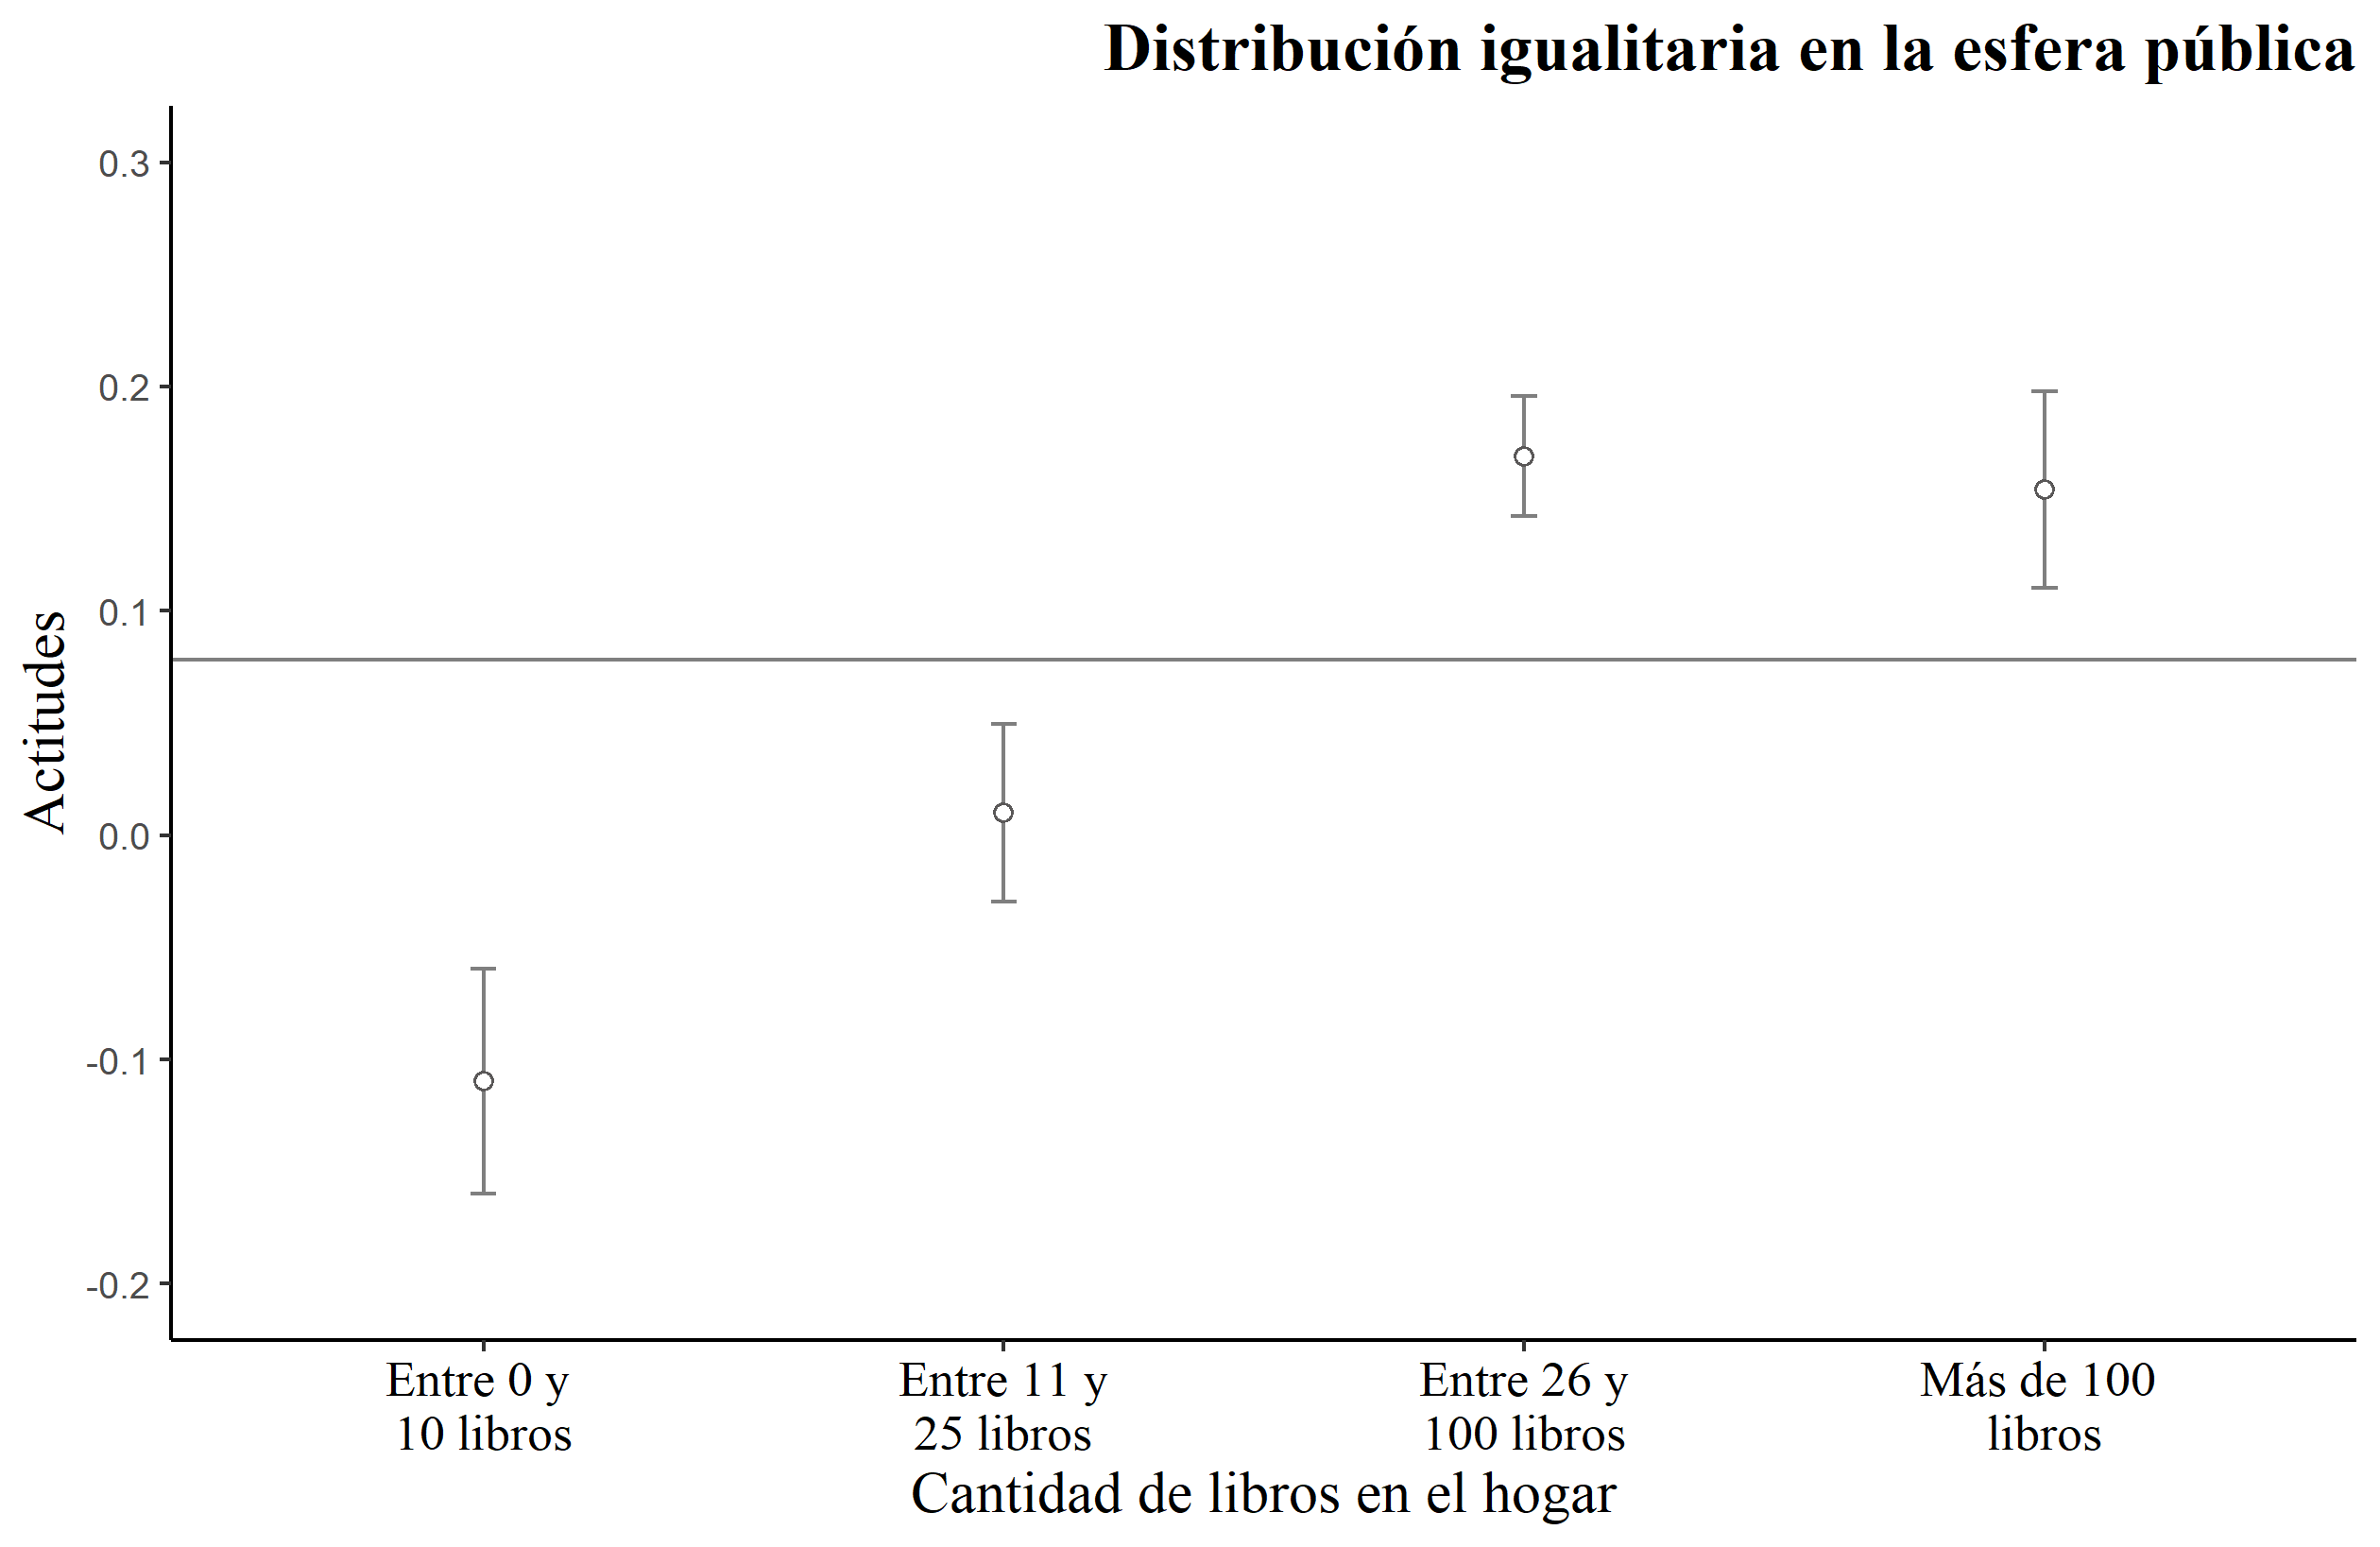 Distribución igualitaria en la esfera pública
0.3
0.2
0.1
0.0
-0.1
-0.2
Actitudes
Entre 0 y
10 libros
Entre 11 y
25 libros
Entre 26 y
100 libros
Más de 100
libros
Cantidad de libros en el hogar